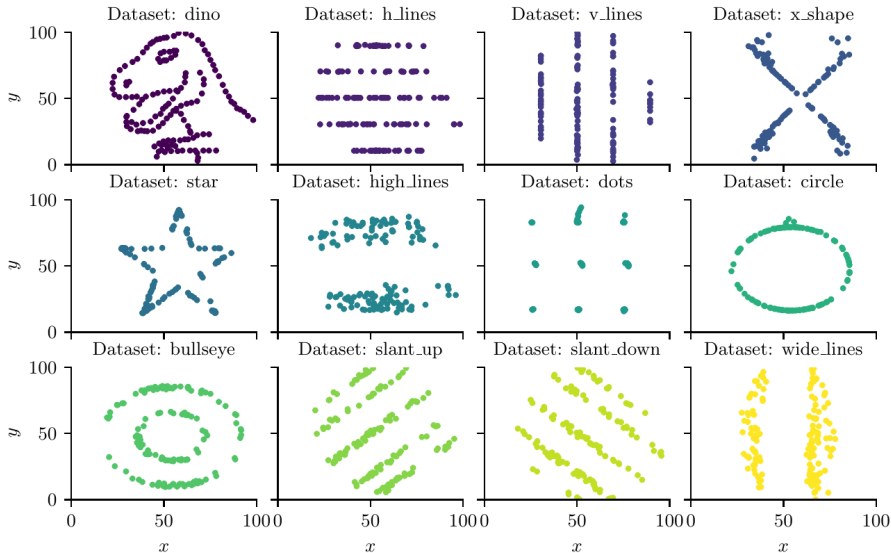 Dataset: dino
Dataset: h_lines
Dataset: v_lines
Dataset: x_shape
100
50
0
y
Dataset: star
Dataset: high_lines
Dataset: dots
Dataset: circle
100
50
0
y
Dataset: bullseye
Dataset: slant_up
Dataset: slant_down
Dataset: wide_lines
100
50
0
y
0 50 100
0 50 100
0 50 100
0 50 100
x
x
x
x